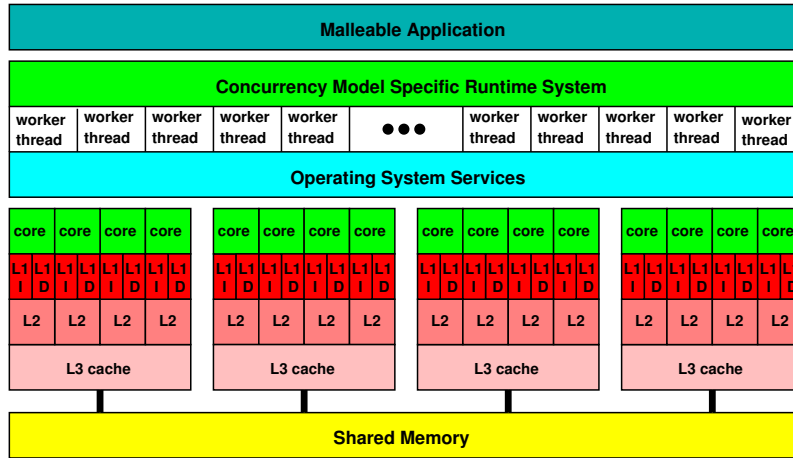 Malleable Application
Concurrency Model Specific Runtime System
worker worker worker worker worker ●●● worker worker worker worker worker
thread thread thread thread thread thread thread thread thread thread
Operating System Services
core core core core core core core core core core core core core core core core
L1 L1 L1 L1 L1 L1 L1 L1 L1 L1 L1 L1 L1 L1 L1 L1 L1 L1 L1 L1 L1 L1 L1 L1 L1 L1 L1 L1 L1 L1 L1 L1
I D I D I D I D I D I D I D I D I D I D I D I D I D I D I D I D
L2 L2 L2 L2 L2 L2 L2 L2 L2 L2 L2 L2 L2 L2 L2 L2
L3 cache L3 cache L3 cache L3 cache
Shared Memory